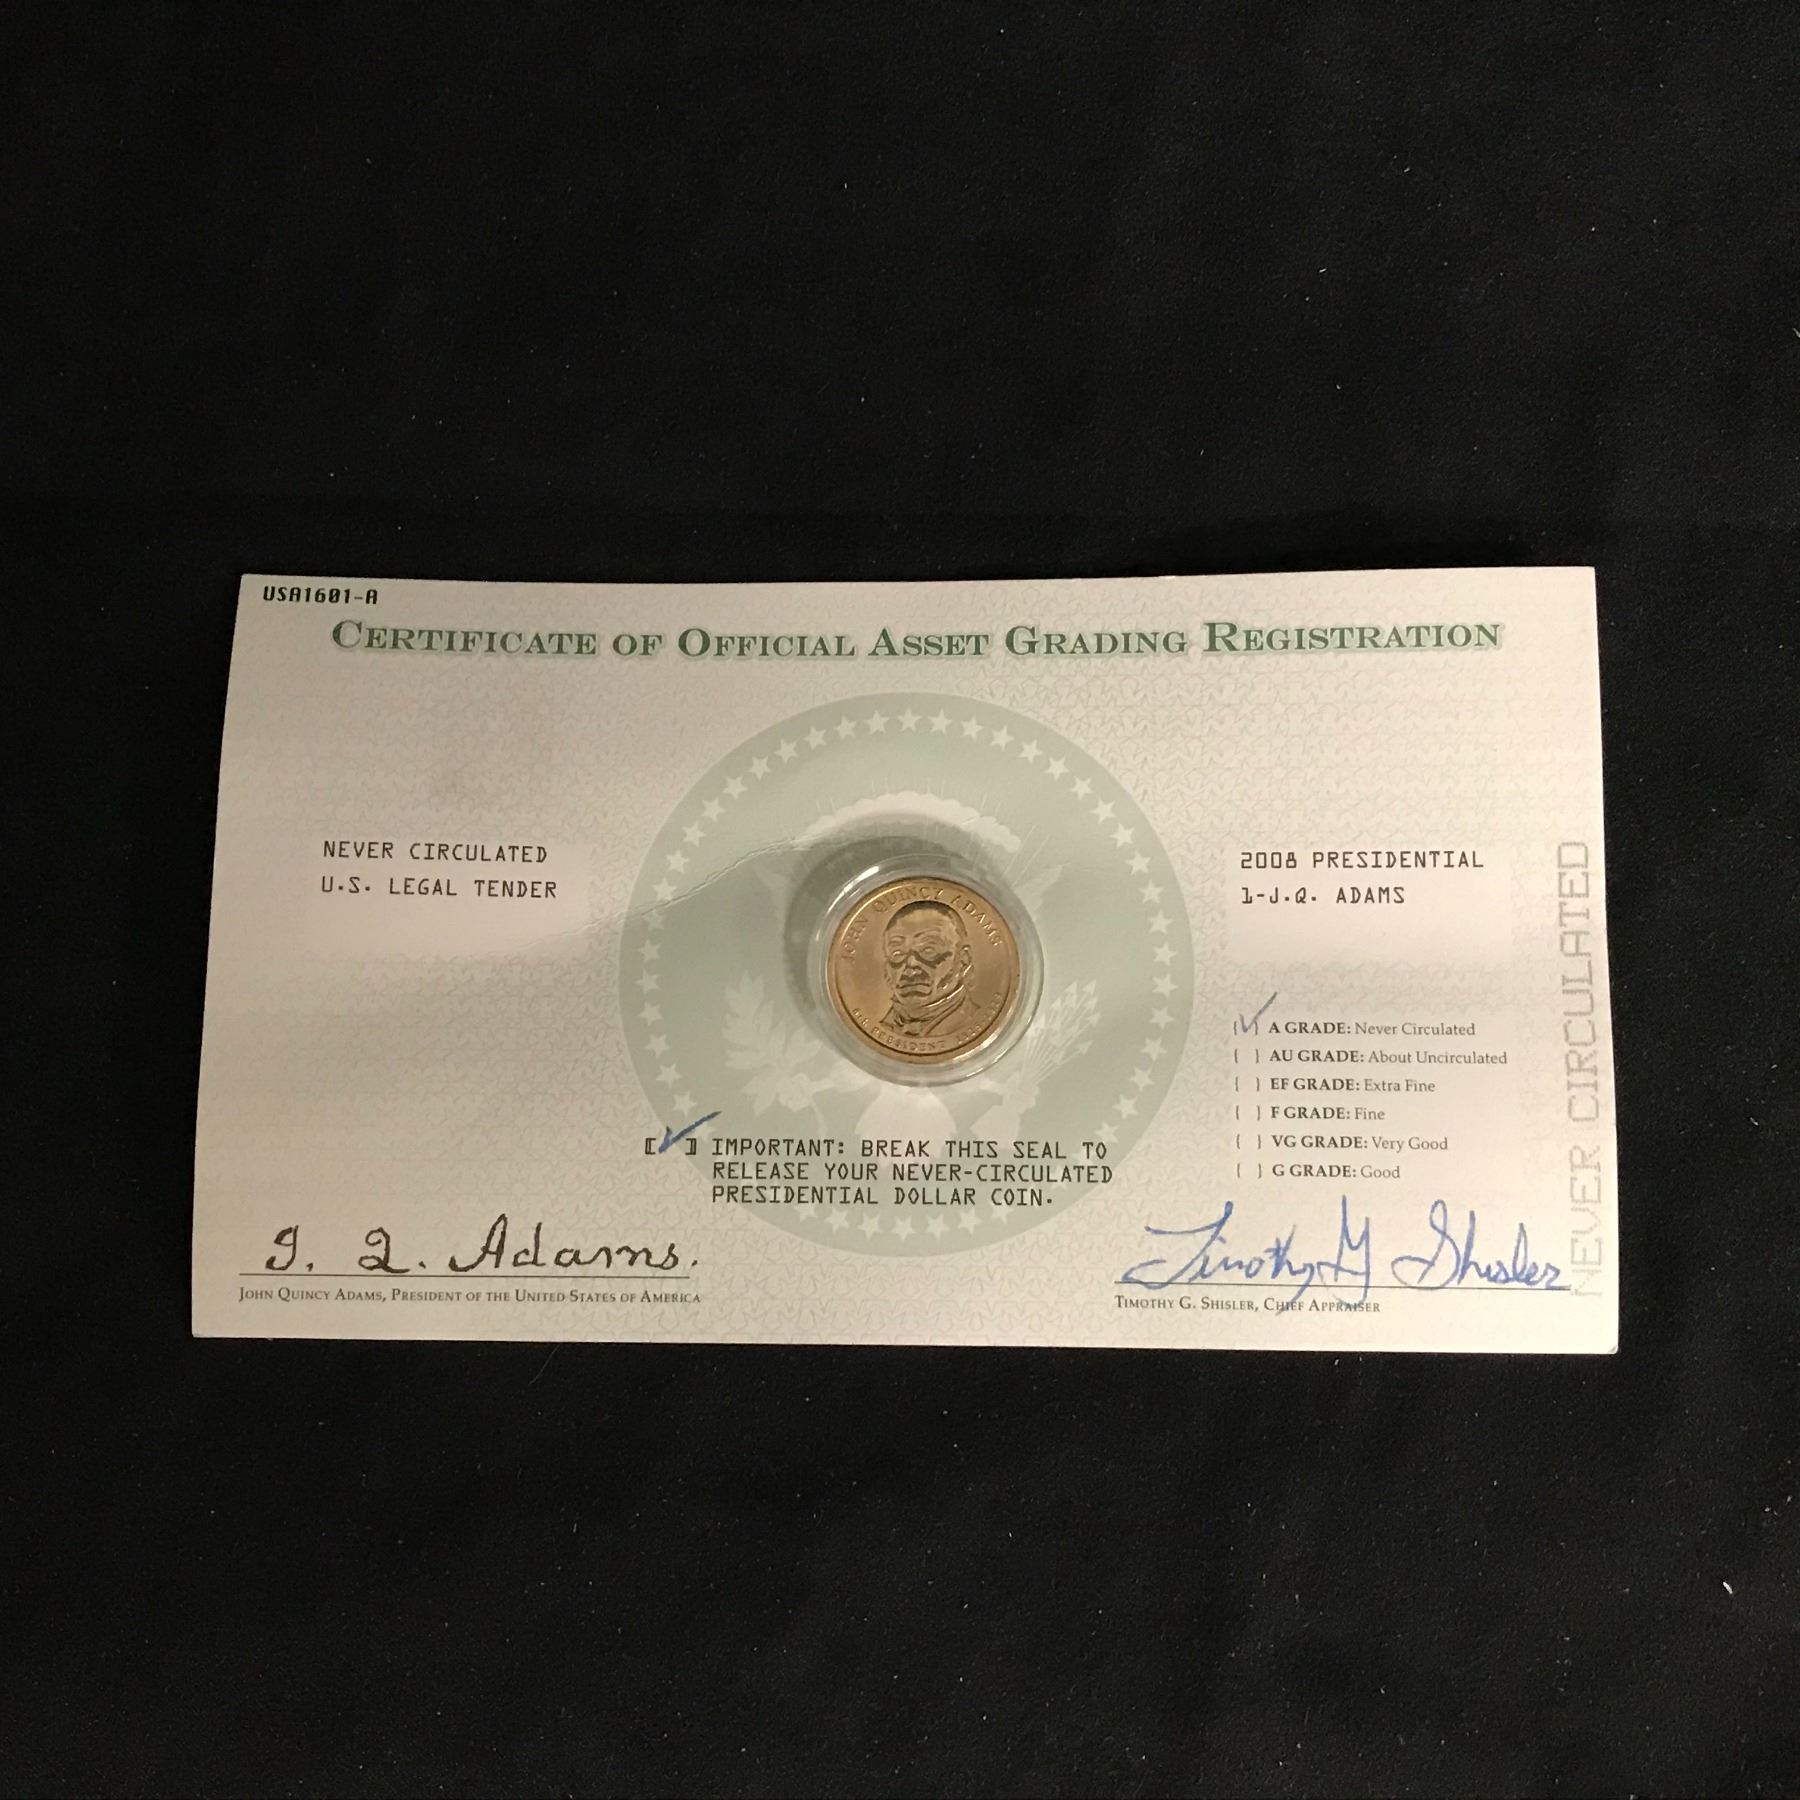 USA1601-A
CERTIFICATE OF OFFICIAL ASSET GRADING REGISTRATION
NEVER CIRCULATED
U.S. LEGAL TENDER
2008 PRESIDENTIAL
1-J.Q. ADAMS
JOHN QUINCY ADAMS
6TH PRESIDENT
A GRADE: Never Circulated
AU GRADE: About Uncirculated
EF GRADE: Extra Fine
F GRADE: Fine
VG GRADE: Very Good
G GRADE: Good
NEVER CIRCULATED
[✓] IMPORTANT: BREAK THIS SEAL TO
RELEASE YOUR NEVER-CIRCULATED
PRESIDENTIAL DOLLAR COIN.
J. Q. Adams.
JOHN QUINCY ADAMS, PRESIDENT OF THE UNITED STATES OF AMERICA
Timothy G Shisler
TIMOTHY G. SHISLER, CHIEF APPRAISER